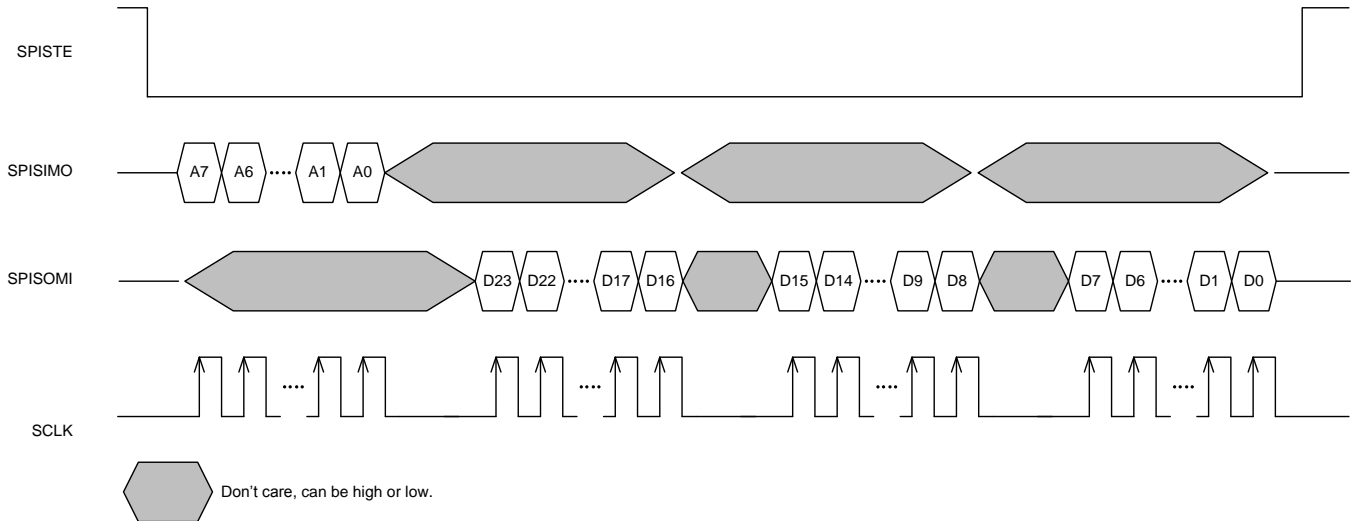 SPISTE
SPISIMO
A7 A6 .... A1 A0
SPISOMI
D23 D22 .... D17 D16 D15 D14 .... D9 D8 D7 D6 .... D1 D0
.... .... .... ....
SCLK
Don't care, can be high or low.